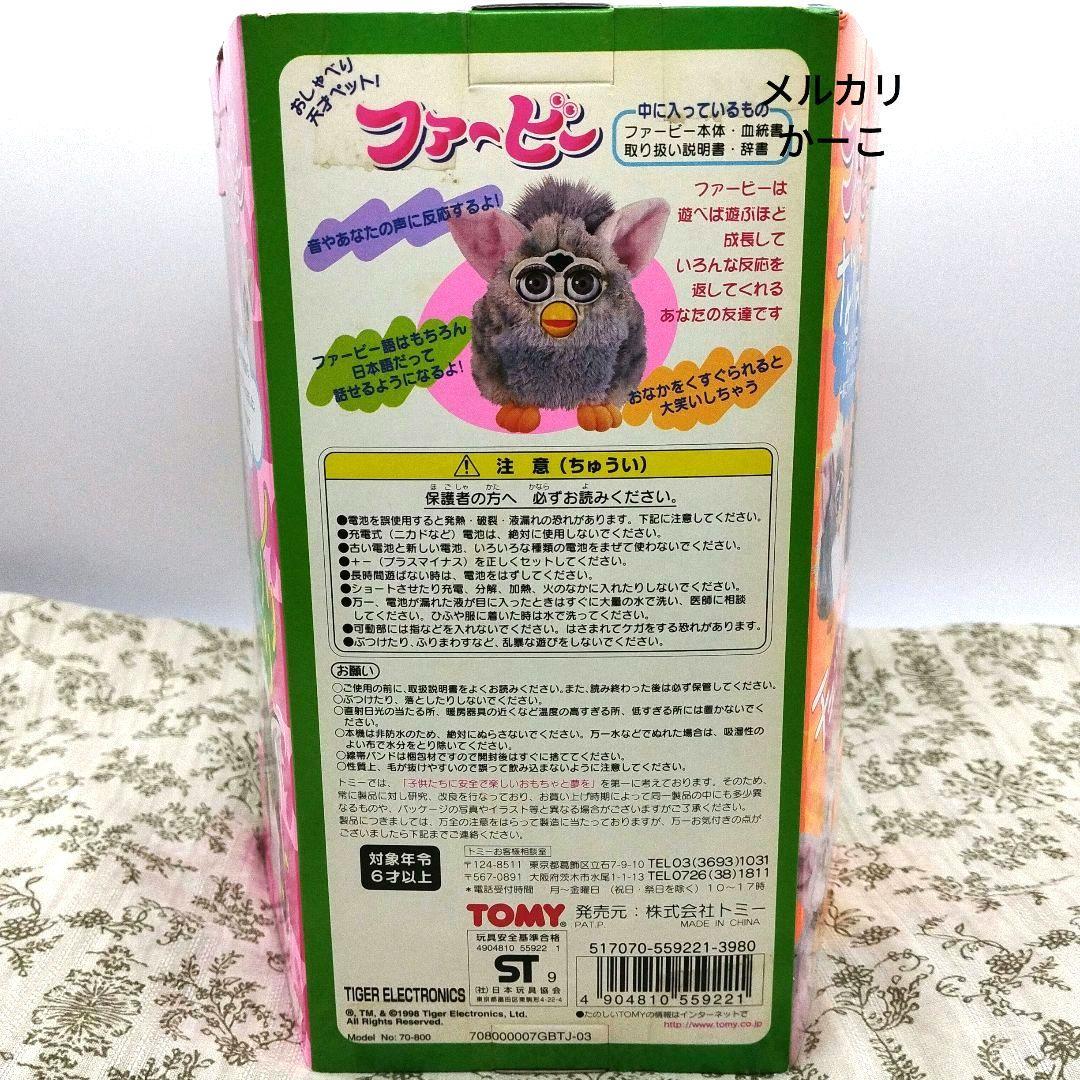 おしゃべり
天才ペット!
ファービー
中に入っているもの
ファービー本体・血統書
取り扱い説明書・辞書
メルカリ
かーこ
音やあなたの声に反応するよ!
ファービーは
遊べば遊ぶほど
成長して
いろんな反応を
返してくれる
あなたの友達です
ファービー語はもちろん
日本語だって
話せるようになるよ!
おなかをくすぐられると
大笑いしちゃう
注 意(ちゅうい)
ほごしゃ かた かなら よ
保護者の方へ 必ずお読みください。
●電池を誤使用すると発熱・破裂・液漏れの恐れがあります。下記に注意してください。
●充電式(ニカドなど)電池は、絶対に使用しないでください。
●古い電池と新しい電池、いろいろな種類の電池をまぜて使わないでください。
●+-(プラスマイナス)を正しくセットしてください。
●長時間遊ばない時は、電池をはずしてください。
●ショートさせたり充電、分解、加熱、火のなかに入れたりしないでください。
●万一、電池が漏れた液が目に入ったときはすぐに大量の水で洗い、医師に相談
してください。ひふや服に着いた時は水で洗ってください。
●可動部には指などを入れないでください。はさまれてケガをする恐れがあります。
●ぶつけたり、ふりまわすなど、乱暴な遊びをしないでください。
お願い
○ご使用の前に、取扱説明書をよくお読みください。また、読み終わった後は必ず保管してください。
○ぶつけたり、落としたりしないでください。
○直射日光の当たる所、暖房器具の近くなど温度の高すぎる所、低すぎる所には置かないでく
ださい。
○本機は非防水のため、絶対にぬらさないでください。万一水などでぬれた場合は、吸湿性の
よい布で水分をとり除いてください。
○線帯バンドは梱包材ですので開封後はすぐに捨ててください。
○性質上、毛が抜けやすいので誤って飲み込まないように注意してください。
トミーでは、「子供たちに安全で楽しいおもちゃと夢を」を第一に考えております。そのため、
常に製品に対し研究、改良を行なっており、お買い上げ時期によって同一製品の中にも多少異
なるものや、パッケージの写真やイラスト等と異なる場合がございますがご了承ください。
製品につきましては、万全の注意をはらって製造に当たっておりますが、万一お気付きの点が
ございましたら下記までご連絡ください。
対象年令
6才以上
トミーお客様相談室
〒124-8511 東京都葛飾区立石7-9-10 TEL03(3693)1031
〒567-0891 大阪府茨木市水尾1-1-13 TEL0726(38)1811
*電話受付時間 月〜金曜日(祝日・祭日を除く)10〜17時
TOMY® 発売元:株式会社トミー
PAT.P. MADE IN CHINA
玩具安全基準合格
4904810 55922 1
ST 9
(社)日本玩具協会
東京都墨田区東駒形4-22-4
517070-559221-3980
4 904810 559221
●たのしいTOMYの情報はインターネットで
http://www.tomy.co.jp
TIGER ELECTRONICS
®, TM, & ©1998 Tiger Electronics, Ltd.
All Rights Reserved.
Model No: 70-800
708000007GBTJ-03